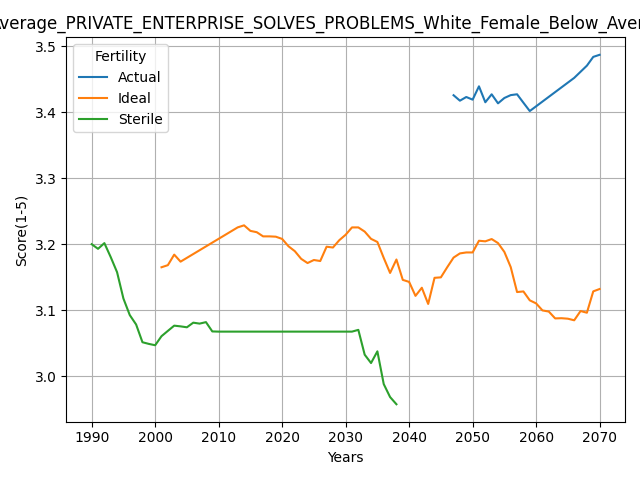 verage_PRIVATE_ENTERPRISE_SOLVES_PROBLEMS_White_Female_Below_Aver
Fertility
Actual
Ideal
Sterile
Score(1-5)
3.5
3.4
3.3
3.2
3.1
3.0
1990 2000 2010 2020 2030 2040 2050 2060 2070
Years